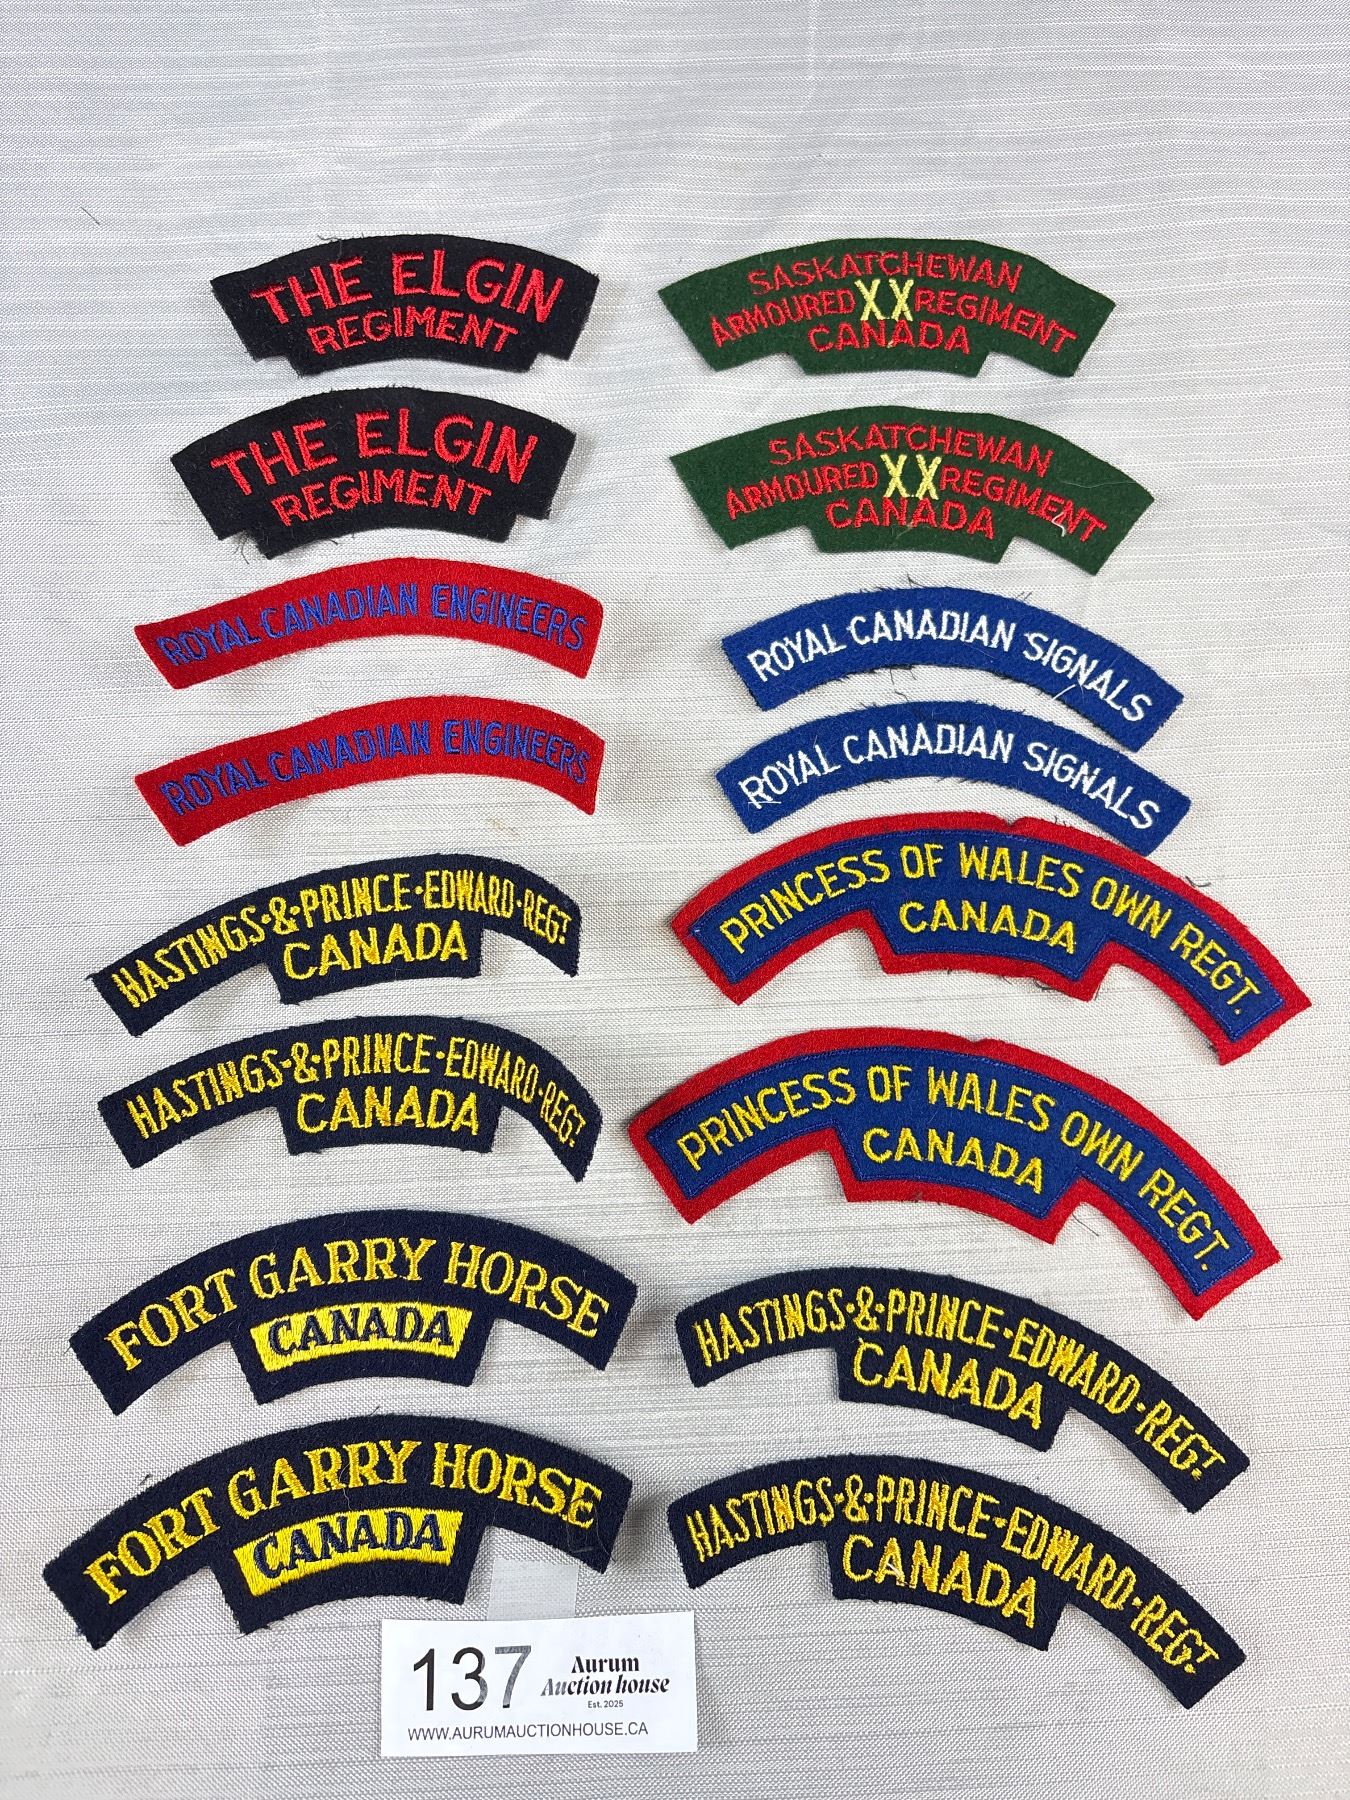 THE ELGIN
REGIMENT
THE ELGIN
REGIMENT
ROYAL CANADIAN ENGINEERS
ROYAL CANADIAN ENGINEERS
HASTINGS·&·PRINCE·EDWARD·REGT.
CANADA
HASTINGS·&·PRINCE·EDWARD·REGT.
CANADA
FORT GARRY HORSE
CANADA
FORT GARRY HORSE
CANADA
SASKATCHEWAN
ARMOURED XX REGIMENT
CANADA
SASKATCHEWAN
ARMOURED XX REGIMENT
CANADA
ROYAL CANADIAN SIGNALS
ROYAL CANADIAN SIGNALS
PRINCESS OF WALES OWN REGT.
CANADA
PRINCESS OF WALES OWN REGT.
CANADA
HASTINGS·&·PRINCE·EDWARD·REGT.
CANADA
HASTINGS·&·PRINCE·EDWARD·REGT.
CANADA
137
Aurum
Auction house
Est. 2025
WWW.AURUMAUCTIONHOUSE.CA